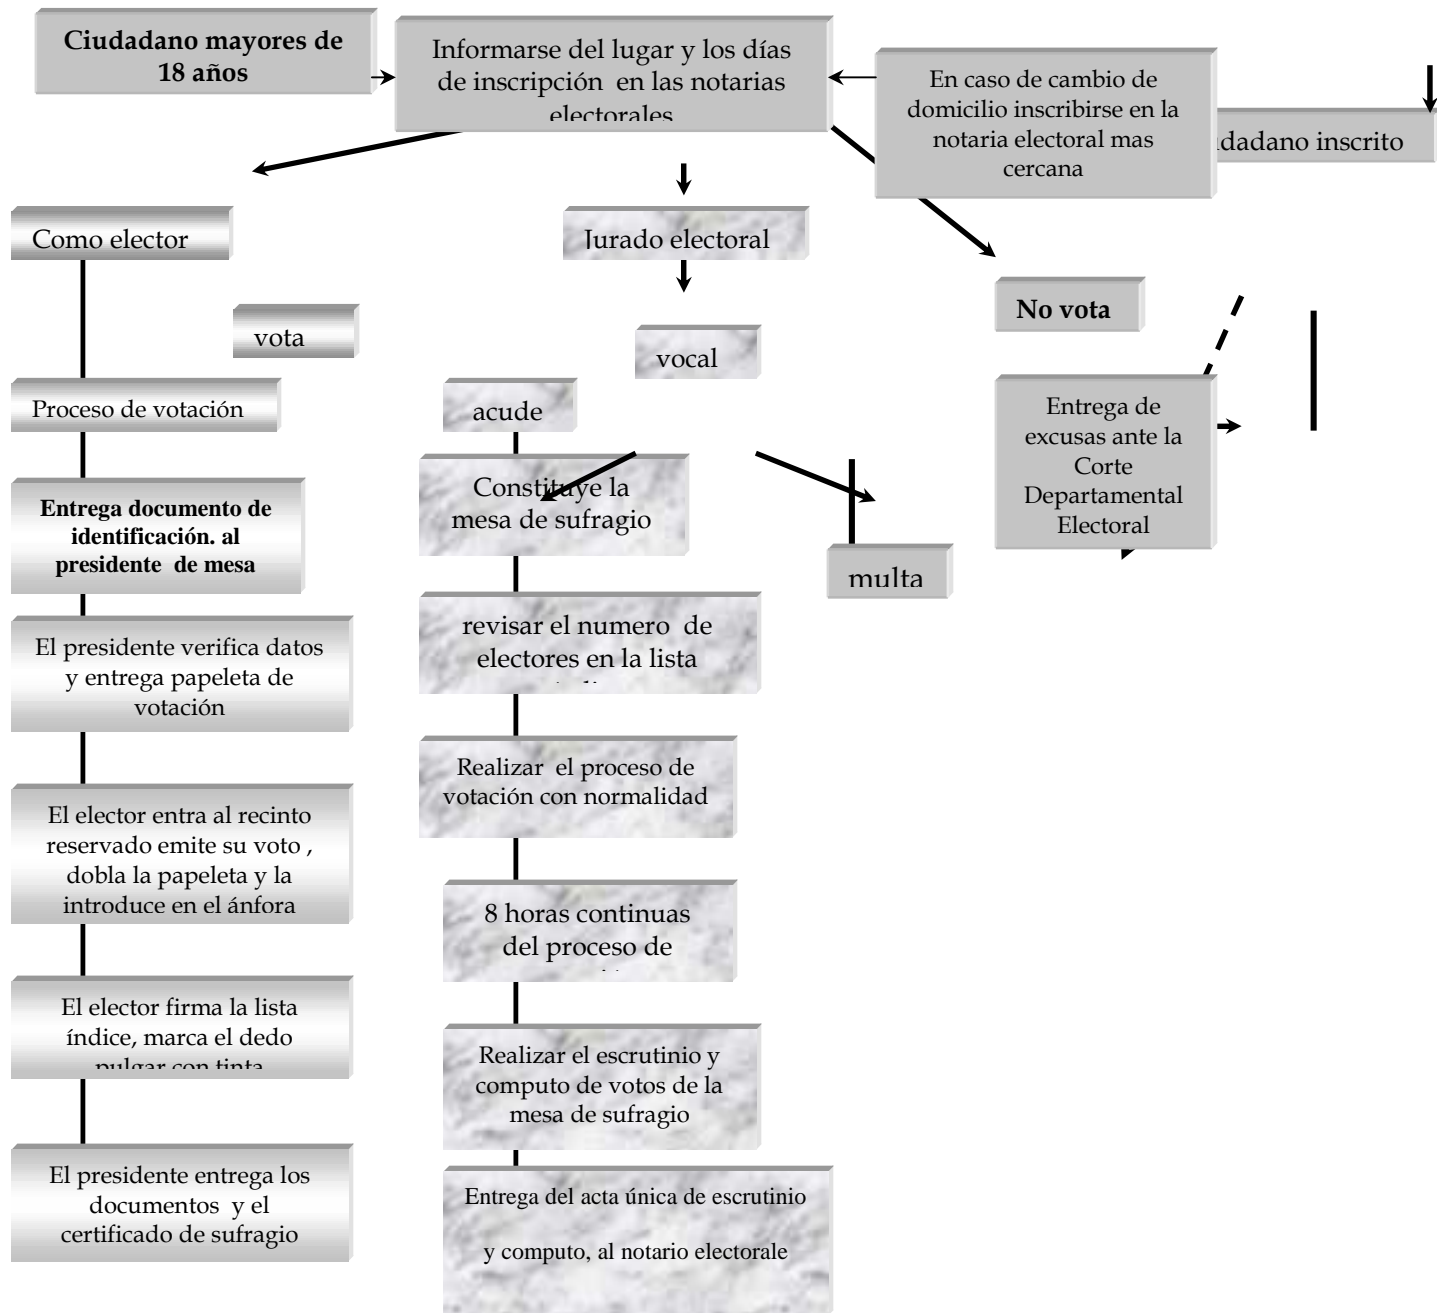 Ciudadano mayores de
18 años
Informarse del lugar y los días
de inscripción en las notarias
electorales
En caso de cambio de
domicilio inscribirse en la
notaria electoral mas
cercana
dadano inscrito
Como elector
Jurado electoral
No vota
vota
vocal
Proceso de votación
acude
Entrega de
excusas ante la
Corte
Departamental
Electoral
Entrega documento de
identificación. al
presidente de mesa
Constituye la
mesa de sufragio
multa
El presidente verifica datos
y entrega papeleta de
votación
revisar el numero de
electores en la lista
Realizar el proceso de
votación con normalidad
El elector entra al recinto
reservado emite su voto ,
dobla la papeleta y la
introduce en el ánfora
8 horas continuas
del proceso de
El elector firma la lista
índice, marca el dedo
pulgar con tinta
Realizar el escrutinio y
computo de votos de la
mesa de sufragio
El presidente entrega los
documentos y el
certificado de sufragio
Entrega del acta única de escrutinio
y computo, al notario electorale